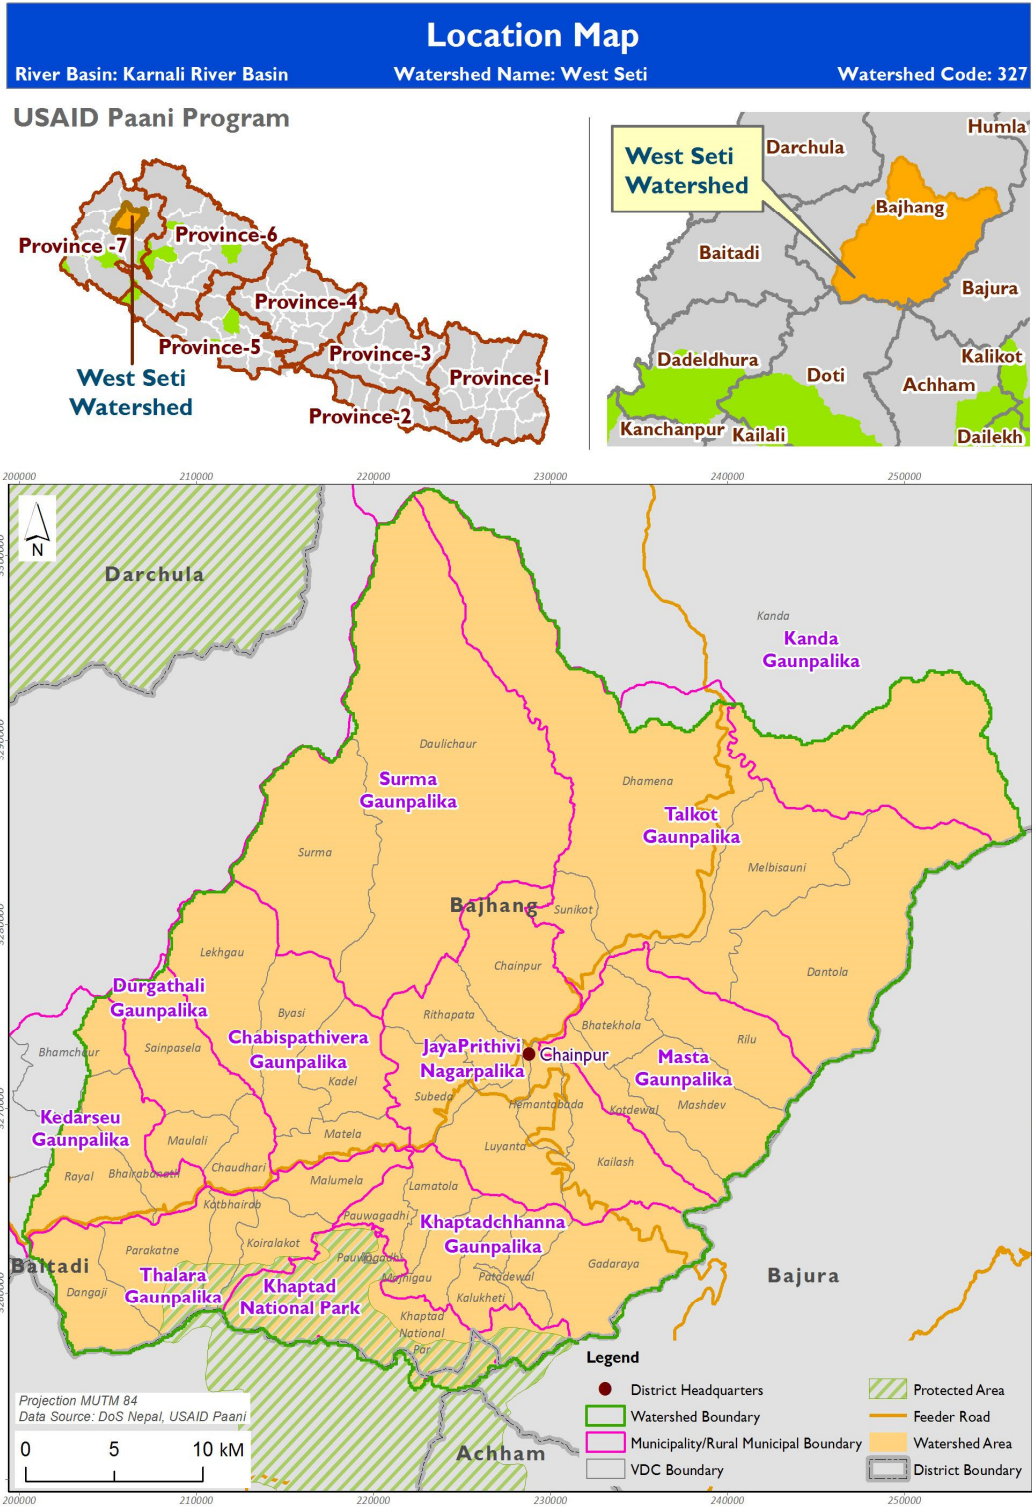 Location Map
River Basin: Karnali River Basin
Watershed Name: West Seti
Watershed Code: 327
USAID Paani Program
Province -7
Province-6
Province-4
Province-5
Province-3
Province-1
Province-2
West Seti
Watershed
West Seti
Watershed
Humla
Darchula
Bajhang
Baitadi
Bajura
Dadeldhura
Kalikot
Doti
Achham
Kanchanpur
Kailali
Dailekh
200000
210000
220000
230000
240000
250000
N
Darchula
Kanda
Kanda
Gaunpalika
3290000
Daulichaur
Surma
Gaunpalika
Dhamena
Talkot
Gaunpalika
Surma
Melbisauni
Bajhang
Sunikot
3280000
Lekhgau
Chainpur
Dantola
Durgathali
Gaunpalika
Byasi
Rithapata
Bhatekhola
Rilu
Chabispathivera
Gaunpalika
Bhamchaur
Sainpasela
JayaPrithivi
Nagarpalika
Chainpur
Masta
Gaunpalika
Kadel
Subeda
Hemantabada
Kotdewal
Mashdev
3270000
Kedarseu
Gaunpalika
Maulali
Matela
Luyanta
Kailash
Rayal
Bhairabanath
Chaudhari
Malumela
Lamatola
Kotbhairab
Pauwagadhi
Khaptadchhanna
Gaunpalika
Parakatne
Koiralakot
Pauwagadhi
Gadaraya
Baitadi
Thalara
Gaunpalika
Khaptad
National Park
Majhigau
Patadewal
Bajura
Dangaji
Kalukheti
Khaptad
National
Par
Legend
District Headquarters
Watershed Boundary
Municipality/Rural Municipal Boundary
VDC Boundary
Protected Area
Feeder Road
Watershed Area
District Boundary
Projection MUTM 84
Data Source: DoS Nepal, USAID Paani
0 5 10 kM
Achham
200000
210000
220000
230000
240000
250000